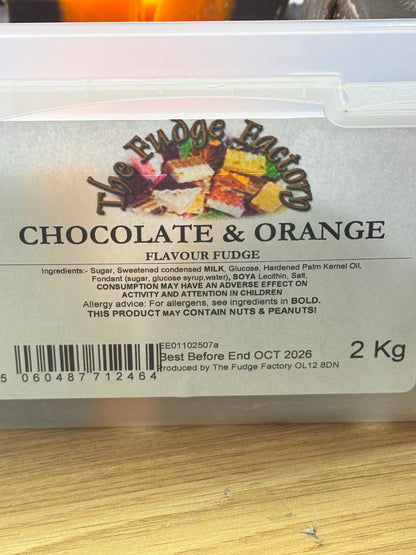 The Fudge Factory
CHOCOLATE & ORANGE
FLAVOUR FUDGE
Ingredients:- Sugar, Sweetened condensed MILK, Glucose, Hardened Palm Kernel Oil,
Fondant (sugar, glucose syrup,water), SOYA Lecithin, Salt,
CONSUMPTION MAY HAVE AN ADVERSE EFFECT ON
ACTIVITY AND ATTENTION IN CHILDREN
Allergy advice: For allergens, see ingredients in BOLD.
THIS PRODUCT MAY CONTAIN NUTS & PEANUTS!
EE01102507a
Best Before End OCT 2026
2 Kg
Produced by The Fudge Factory OL12 8DN
5 060487 712464